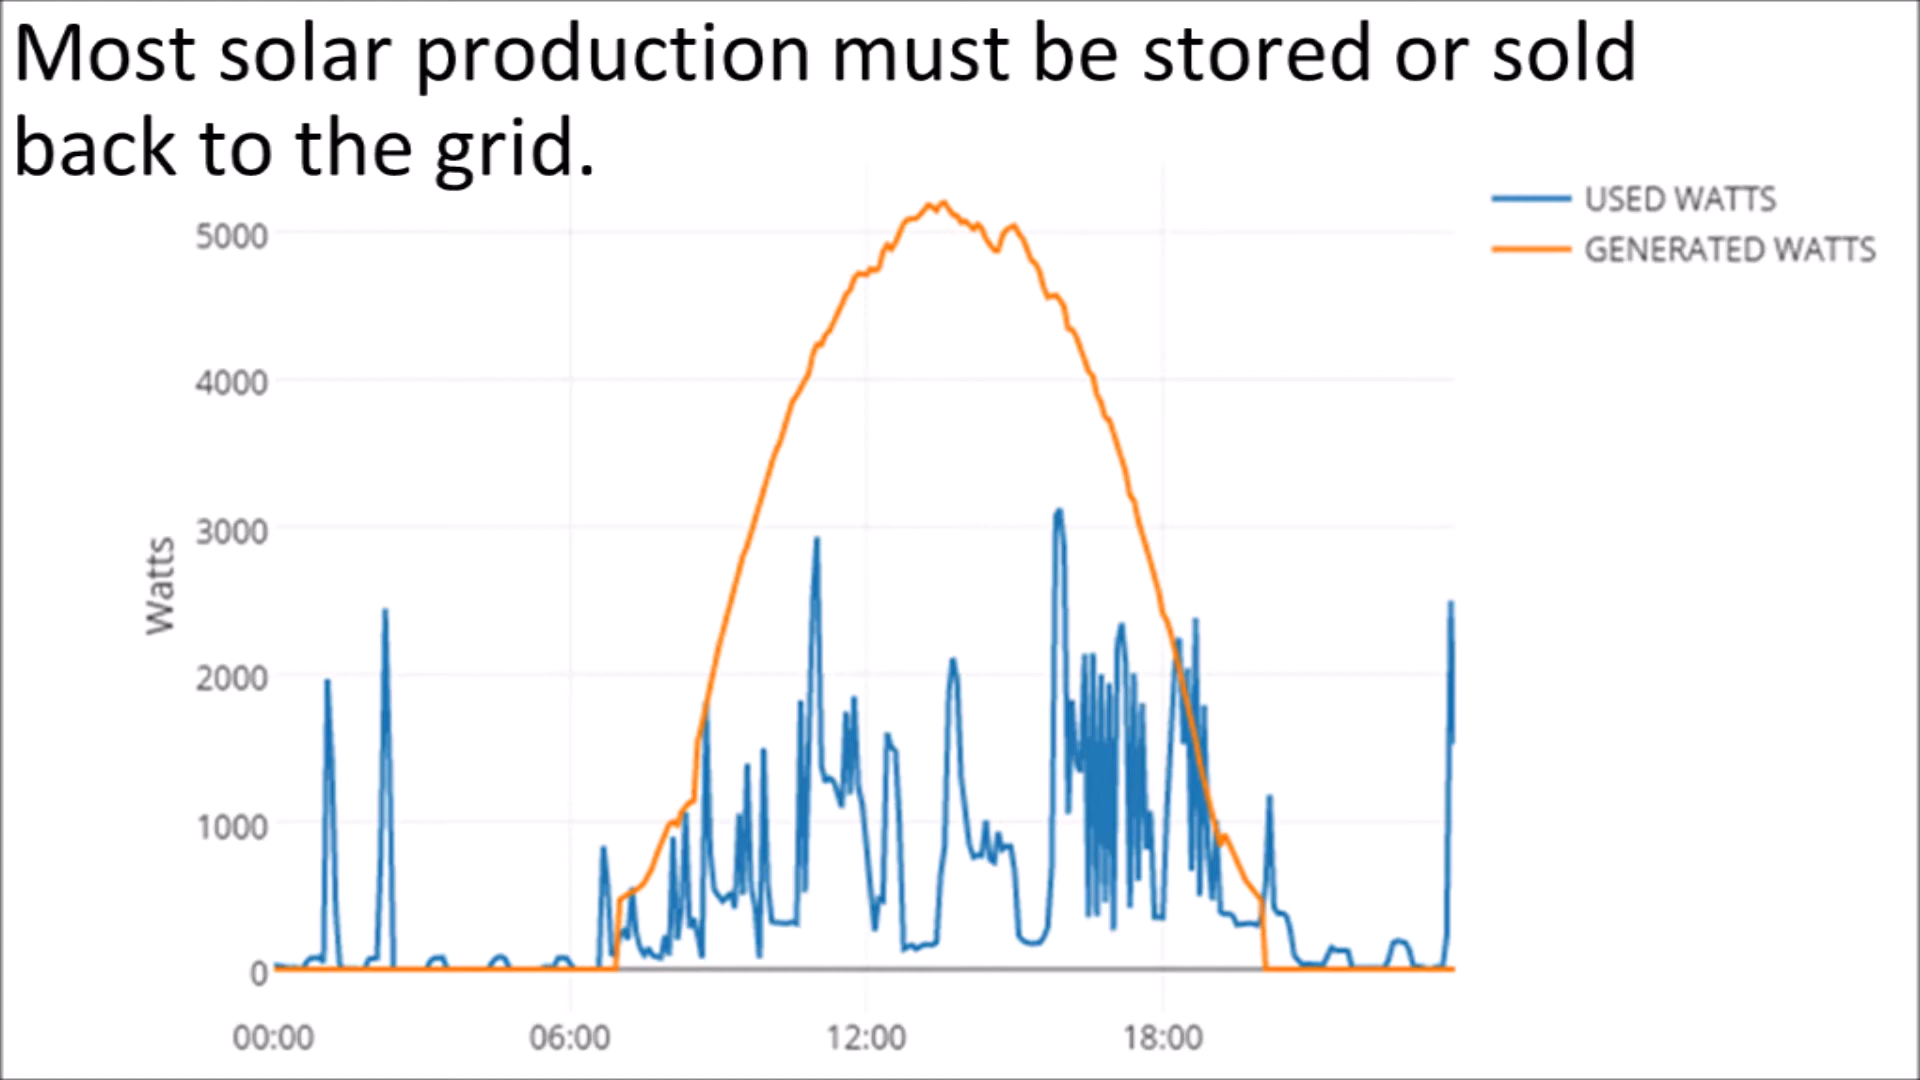 Most solar production must be stored or sold
back to the grid.
USED WATTS
GENERATED WATTS
5000
4000
3000
2000
1000
0
Watts
00:00
06:00
12:00
18:00